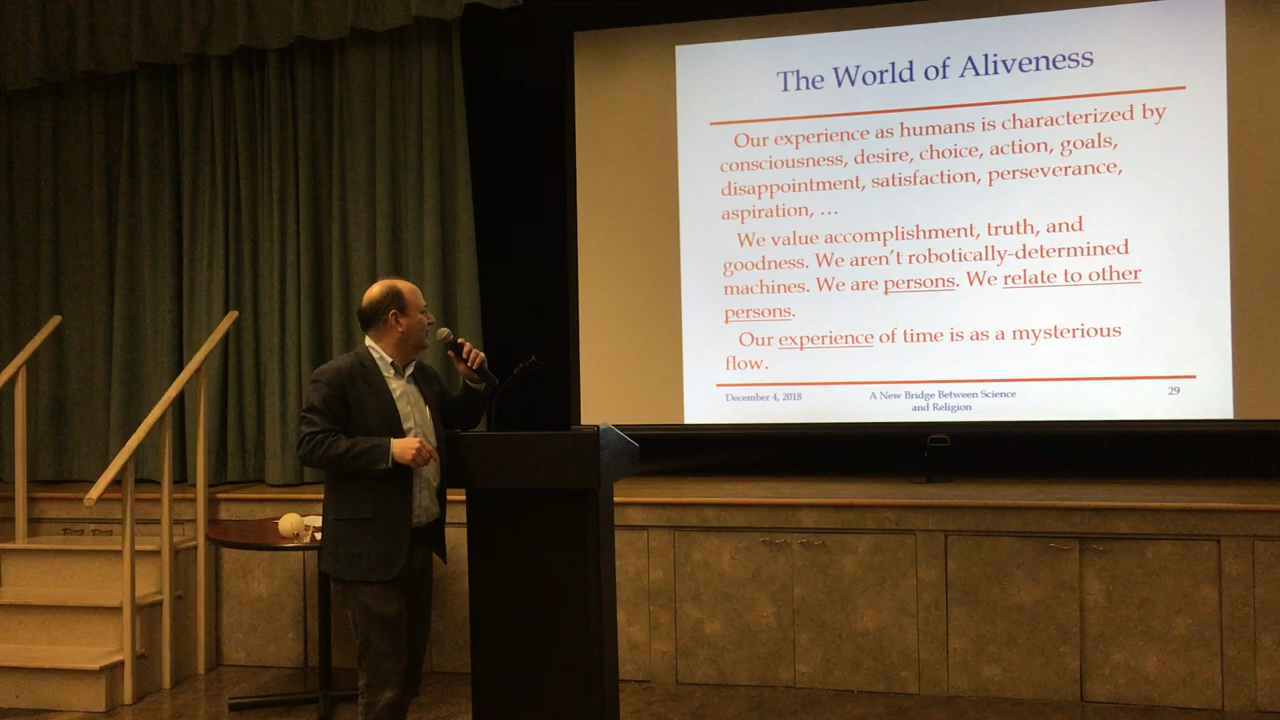 The World of Aliveness
Our experience as humans is characterized by
consciousness, desire, choice, action, goals,
disappointment, satisfaction, perseverance,
aspiration, …
We value accomplishment, truth, and
goodness. We aren't robotically-determined
machines. We are persons. We relate to other
persons.
Our experience of time is as a mysterious
flow.
December 4, 2018
A New Bridge Between Science
and Religion
29